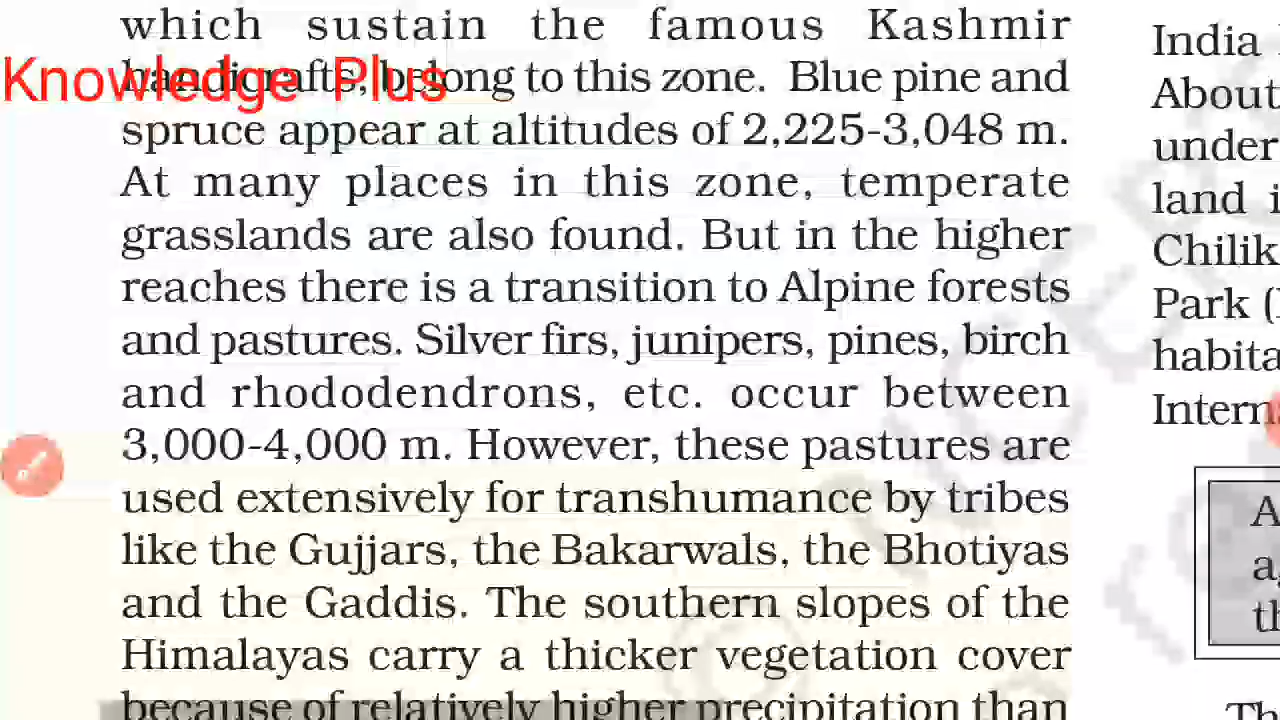 which sustain the famous Kashmir
Knowledge Plus
handicrafts, belong to this zone. Blue pine and
spruce appear at altitudes of 2,225-3,048 m.
At many places in this zone, temperate
grasslands are also found. But in the higher
reaches there is a transition to Alpine forests
and pastures. Silver firs, junipers, pines, birch
and rhododendrons, etc. occur between
3,000-4,000 m. However, these pastures are
used extensively for transhumance by tribes
like the Gujjars, the Bakarwals, the Bhotiyas
and the Gaddis. The southern slopes of the
Himalayas carry a thicker vegetation cover
because of relatively higher precipitation than
India
About
under
land i
Chilik
Park (
habita
Intern
A
a
th
Th